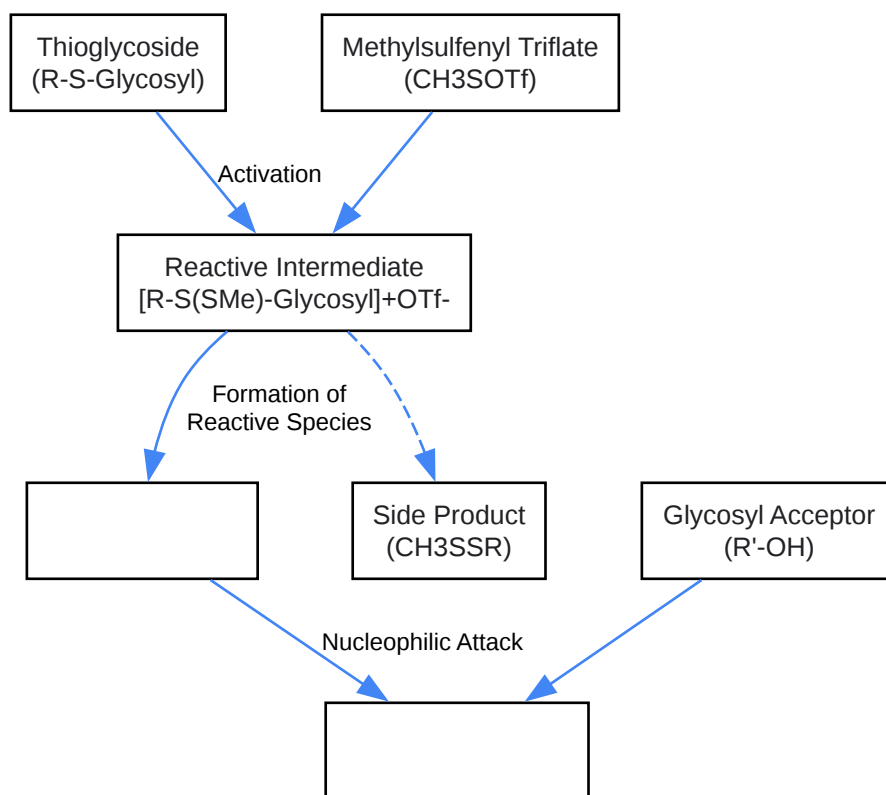 Thioglycoside
(R-S-Glycosyl)
Methylsulfenyl Triflate
(CH3SOTf)
Activation
Reactive Intermediate
[R-S(SMe)-Glycosyl]+OTf-
Formation of
Reactive Species
Side Product
(CH3SSR)
Glycosyl Acceptor
(R'-OH)
Nucleophilic Attack